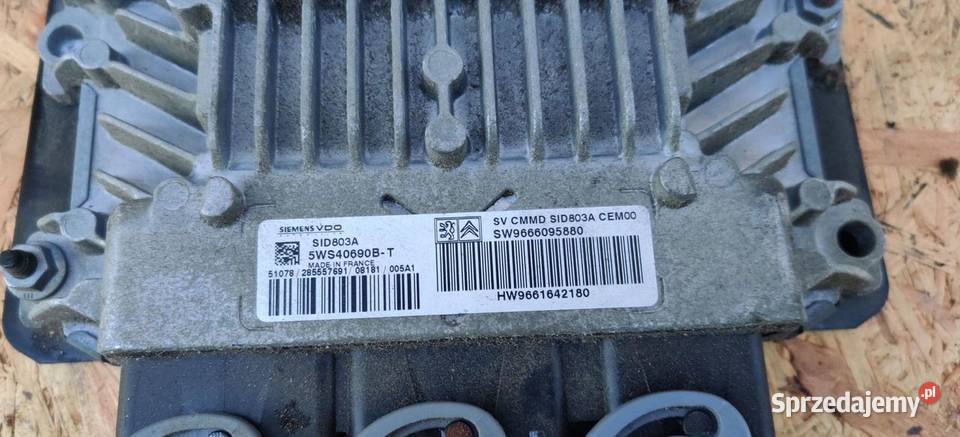 SIEMENS VDO
SID803A
5WS40690B-T
MADE IN FRANCE
51078 / 285557691 / 08181 / 005A1
SV CMMD SID803A CEM00
SW9666095880
HW9661642180
Sprzedajemy.pl